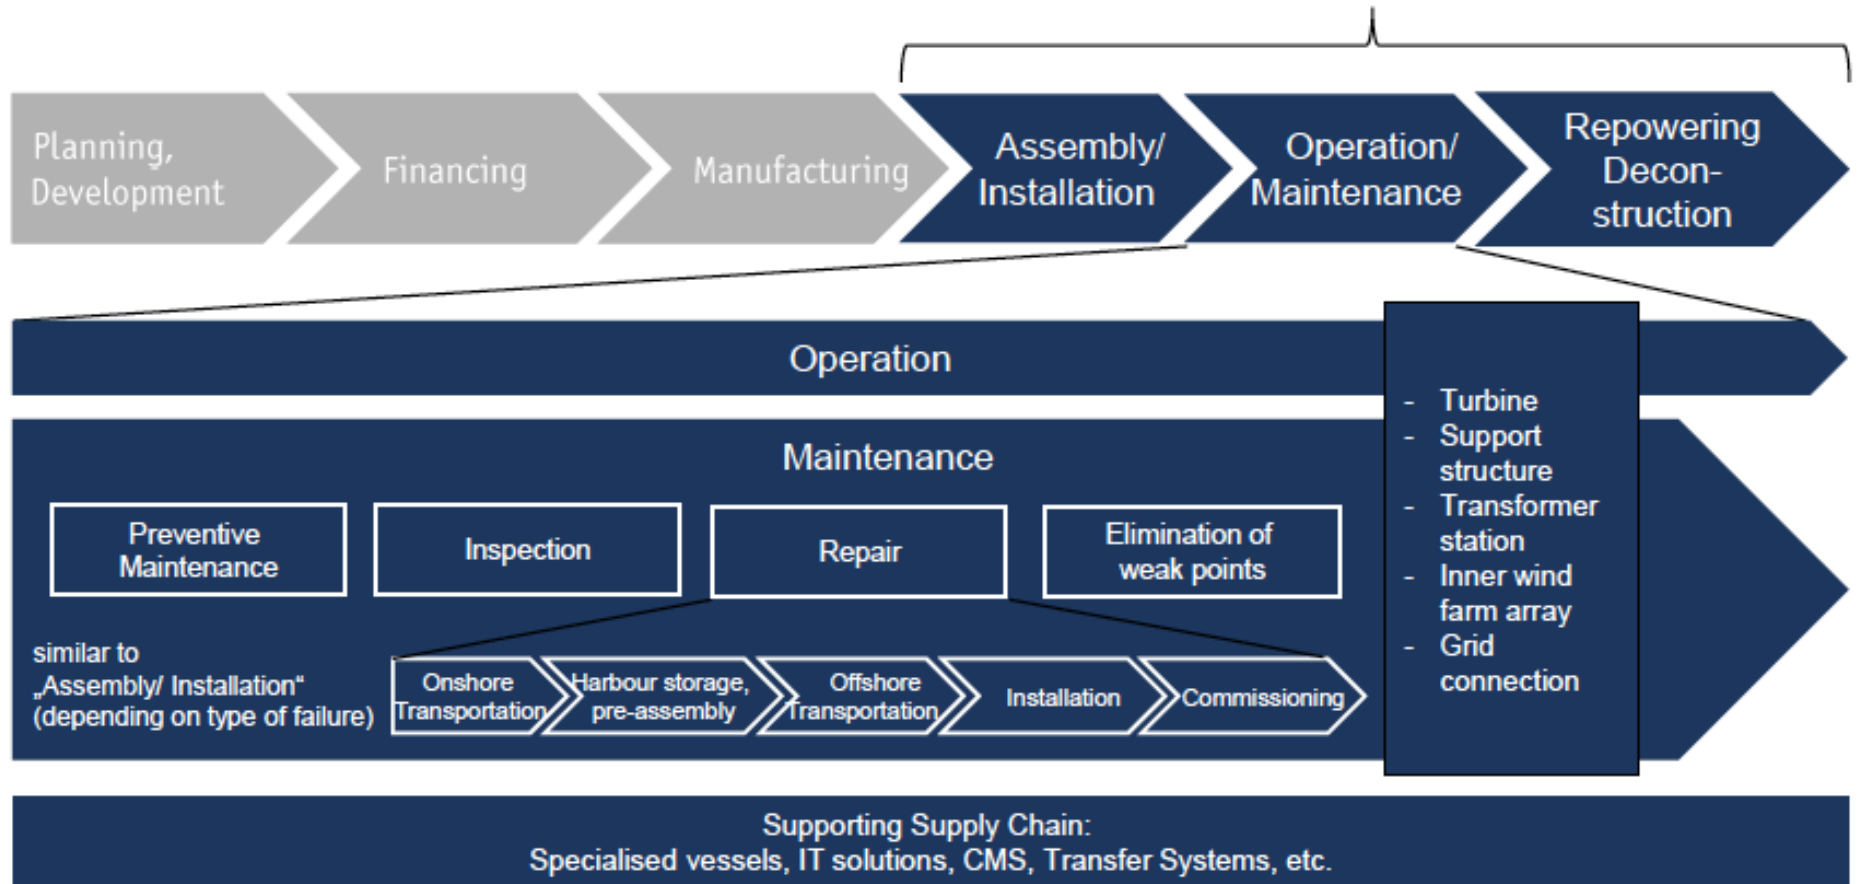 Planning,
Development
Financing
Manufacturing
Assembly/
Installation
Operation/
Maintenance
Repowering
Decon-
struction
Operation
Maintenance
Preventive
Maintenance
Inspection
Repair
Elimination of
weak points
similar to
„Assembly/ Installation“
(depending on type of failure)
Onshore
Transportation
Harbour storage,
pre-assembly
Offshore
Transportation
Installation
Commissioning
- Turbine
- Support
structure
- Transformer
station
- Inner wind
farm array
- Grid
connection
Supporting Supply Chain:
Specialised vessels, IT solutions, CMS, Transfer Systems, etc.